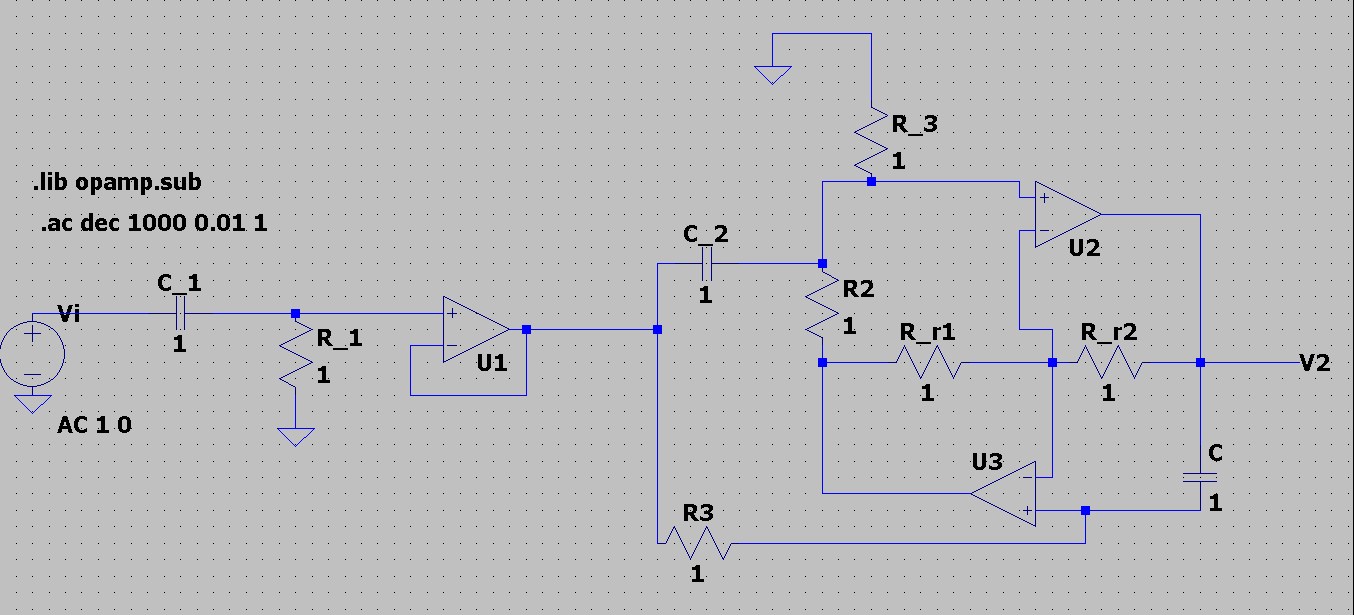 R_3
1
.lib opamp.sub
.ac dec 1000 0.01 1
+
−
U2
C_2
1
C_1
1
Vi
+
−
AC 1 0
R_1
1
+
−
U1
R2
1
R_r1
1
R_r2
1
V2
U3
−
+
C
1
R3
1